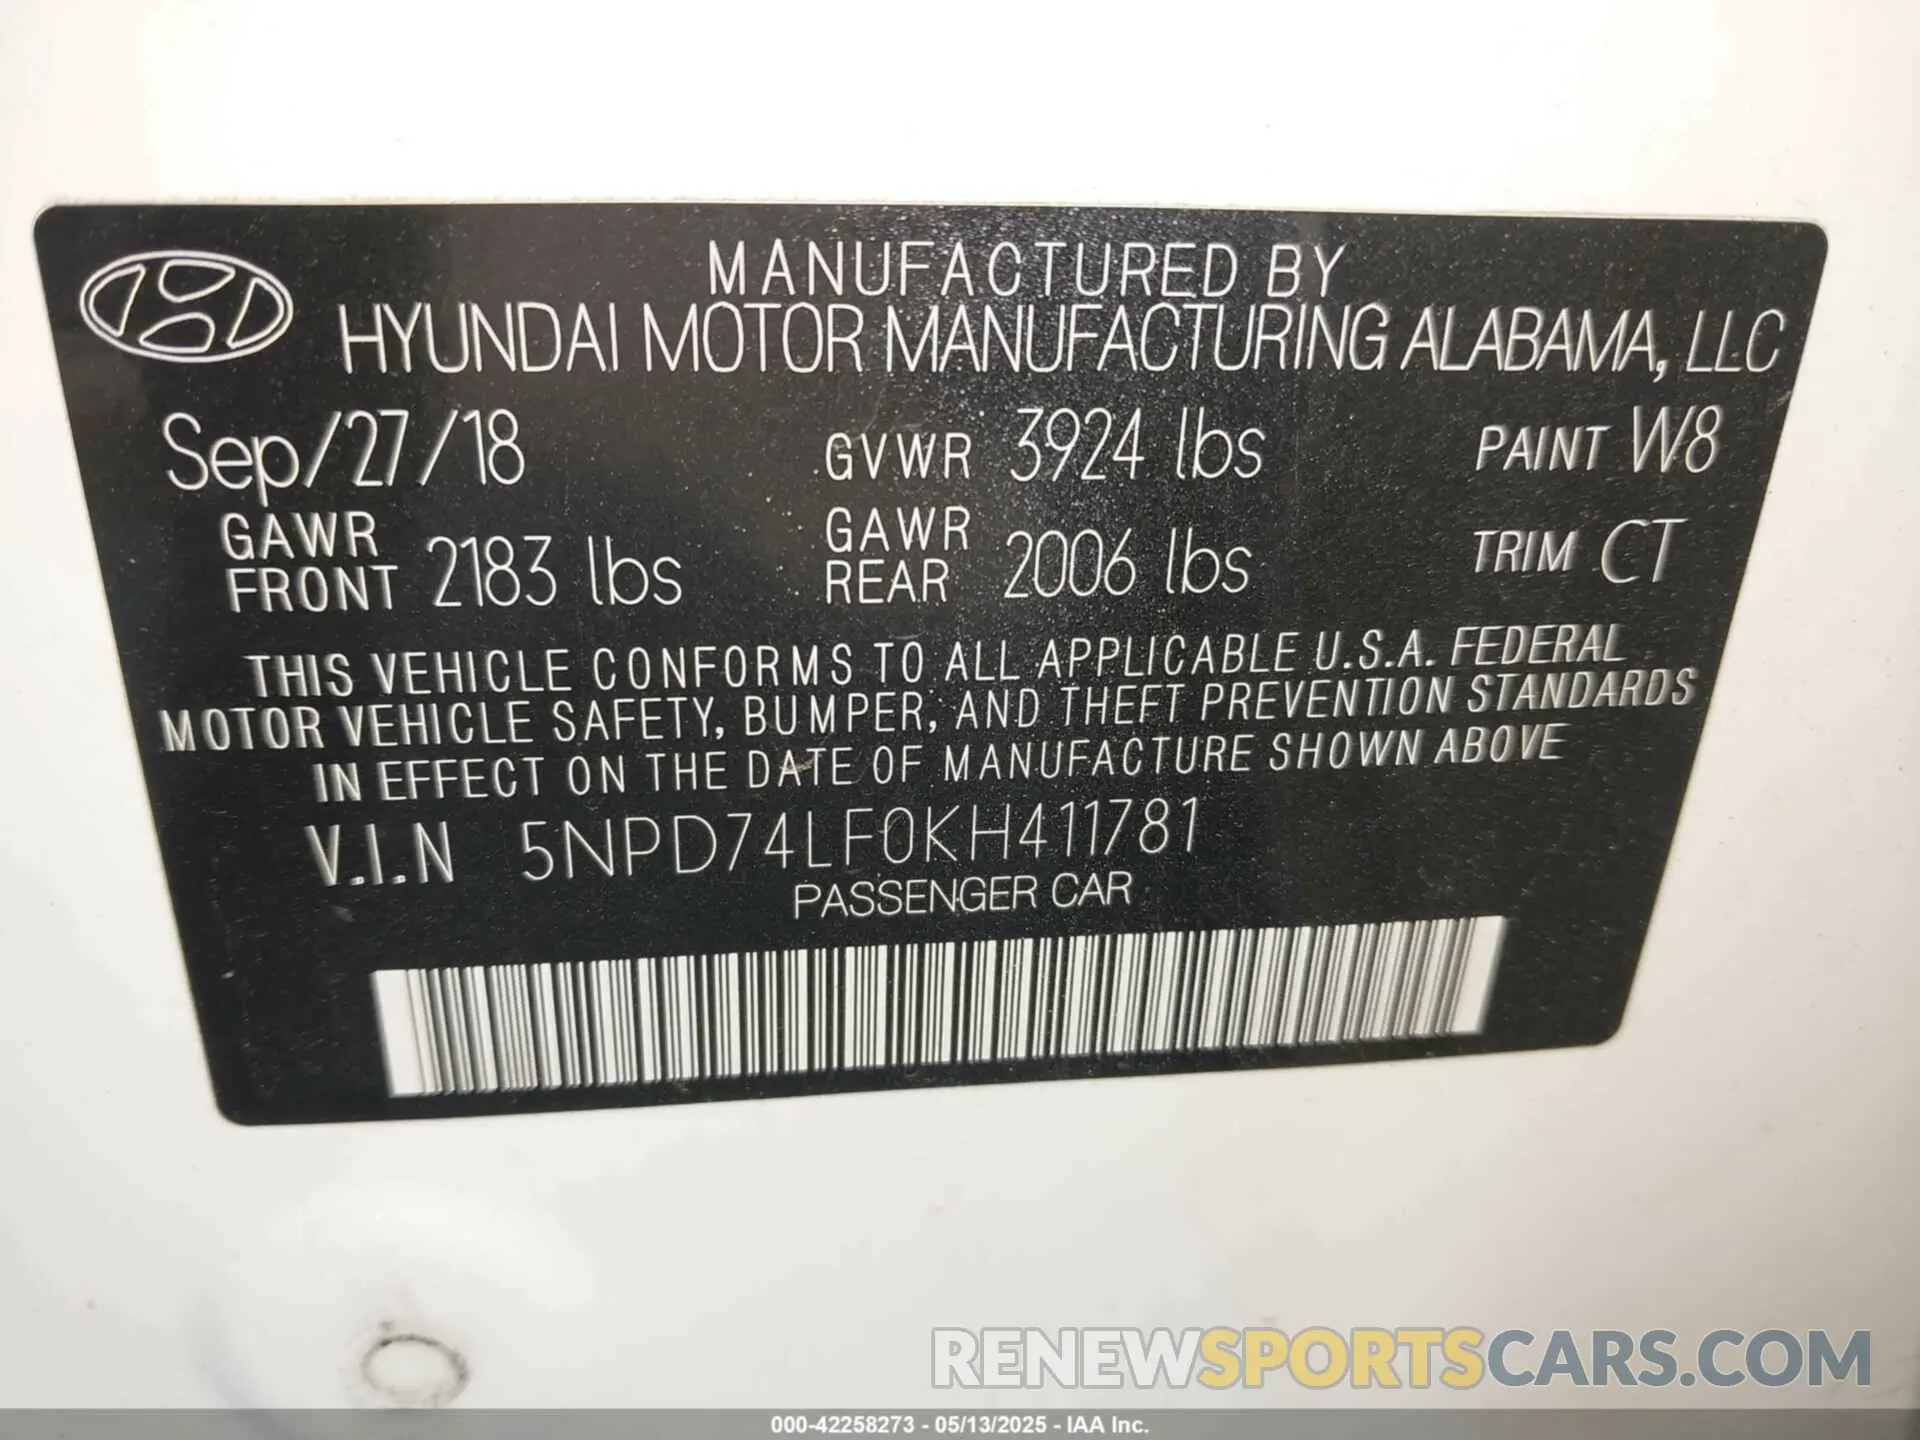 MANUFACTURED BY
HYUNDAI MOTOR MANUFACTURING ALABAMA, LLC
Sep/27/18 GVWR 3924 lbs PAINT W8
GAWR FRONT 2183 lbs GAWR REAR 2006 lbs TRIM CT
THIS VEHICLE CONFORMS TO ALL APPLICABLE U.S.A. FEDERAL
MOTOR VEHICLE SAFETY, BUMPER, AND THEFT PREVENTION STANDARDS
IN EFFECT ON THE DATE OF MANUFACTURE SHOWN ABOVE
V.I.N 5NPD74LF0KH411781
PASSENGER CAR
RENEWSPORTSCARS.COM
000-42258273 - 05/13/2025 - IAA Inc.